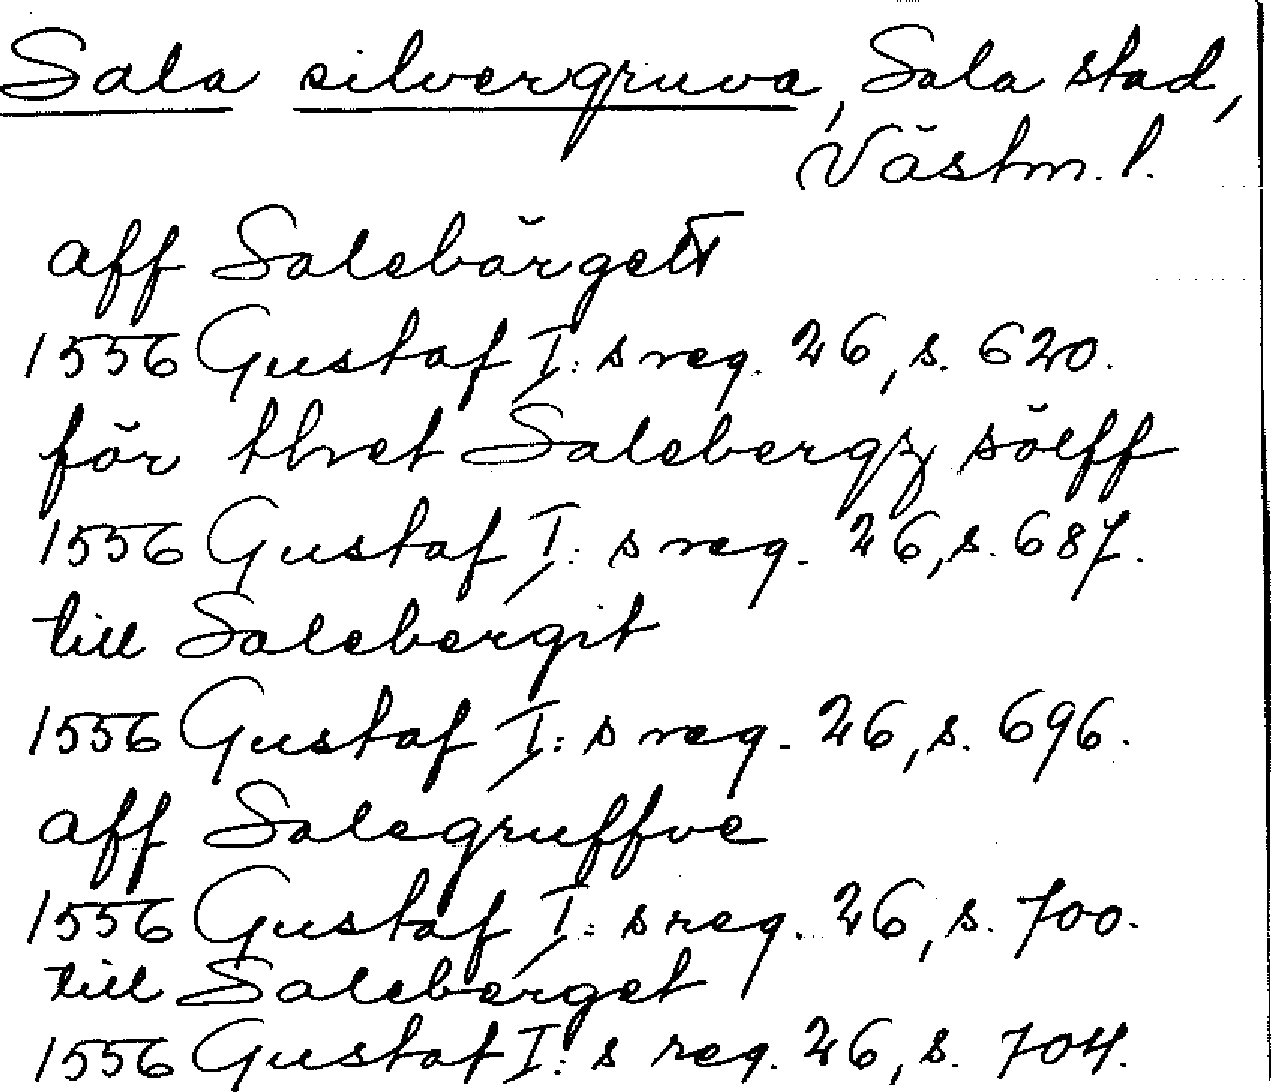 Sala silvergruva, Sala stad,
Västm. l.
aff Salebärgett
1556 Gustaf I:s reg. 26, s. 620.
för thet Salebergz sölff
1556 Gustaf I:s reg. 26, s. 687.
till Salebergit
1556 Gustaf I:s reg. 26, s. 696.
aff Salegruffve
1556 Gustaf I:s reg. 26, s. 700.
till Saleberget
1556 Gustaf I:s reg. 26, s. 704.